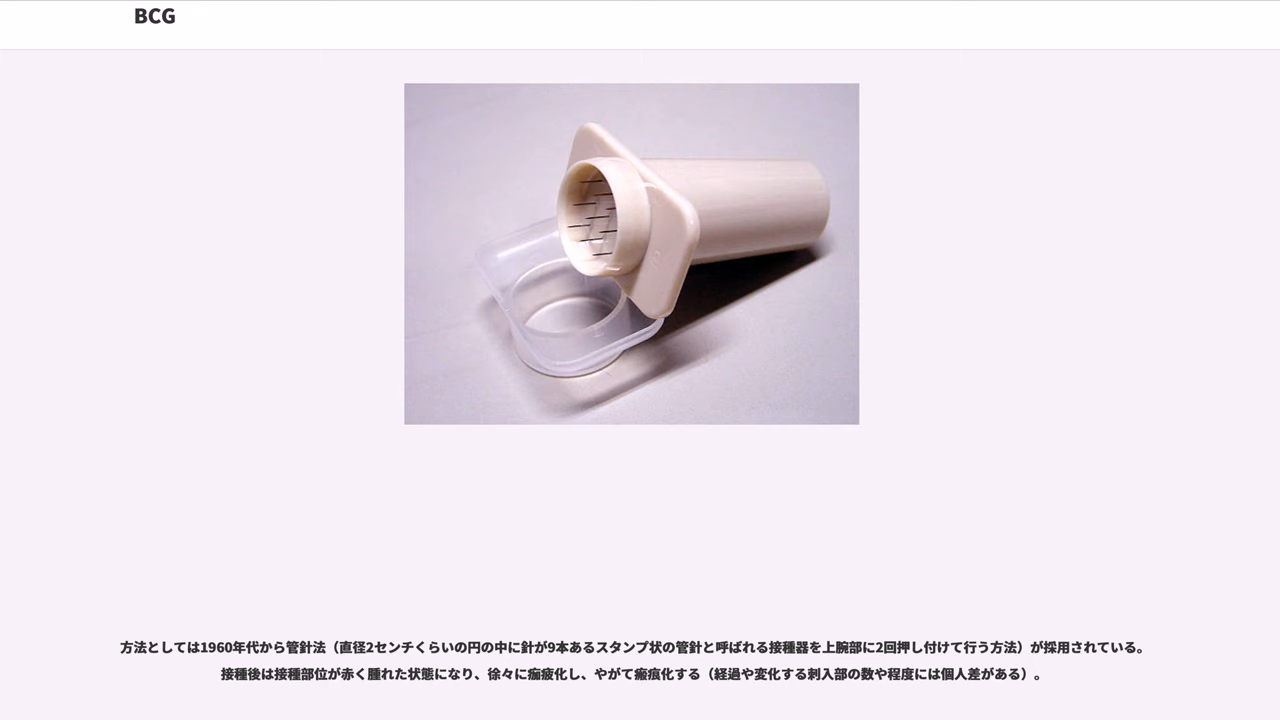 BCG
方法としては1960年代から管針法（直径2センチくらいの円の中に針が9本あるスタンプ状の管針と呼ばれる接種器を上腕部に2回押し付けて行う方法）が採用されている。
接種後は接種部位が赤く腫れた状態になり、徐々に痂疲化し、やがて瘢痕化する（経過や変化する刺入部の数や程度には個人差がある）。